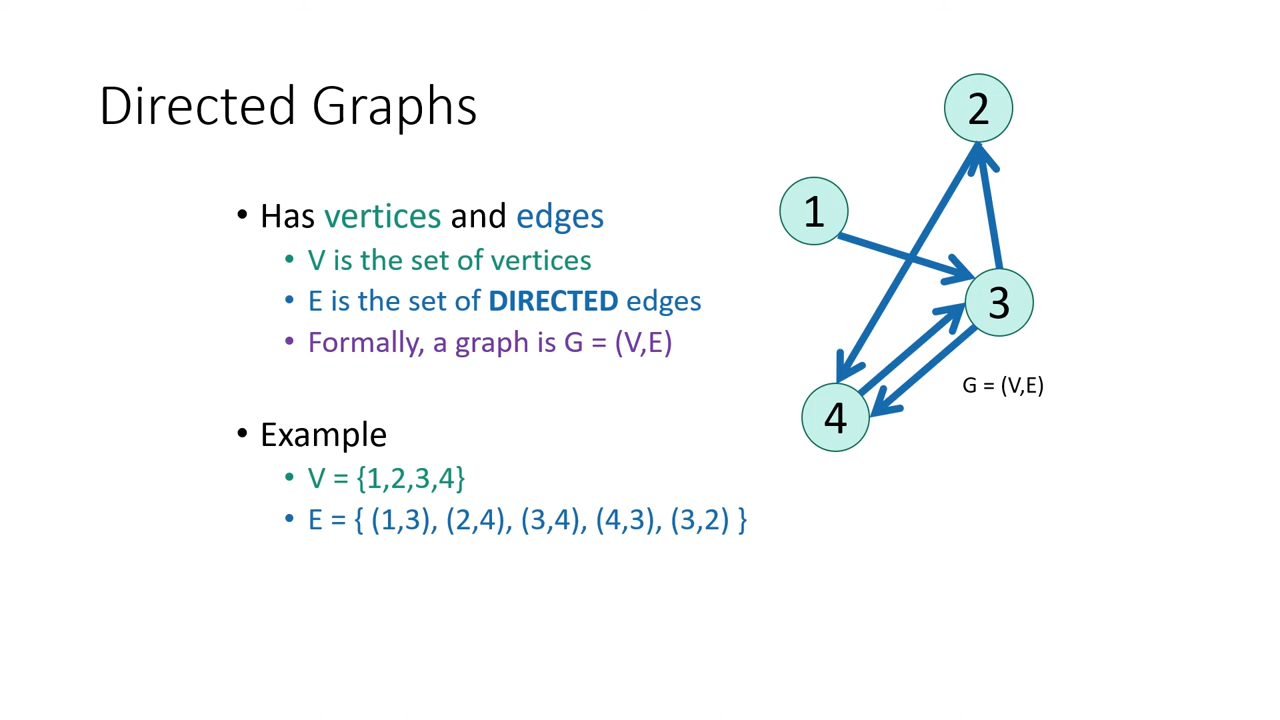 Directed Graphs
• Has vertices and edges
• V is the set of vertices
• E is the set of DIRECTED edges
• Formally, a graph is G = (V,E)
• Example
• V = {1,2,3,4}
• E = { (1,3), (2,4), (3,4), (4,3), (3,2) }
2
1
3
4
G = (V,E)